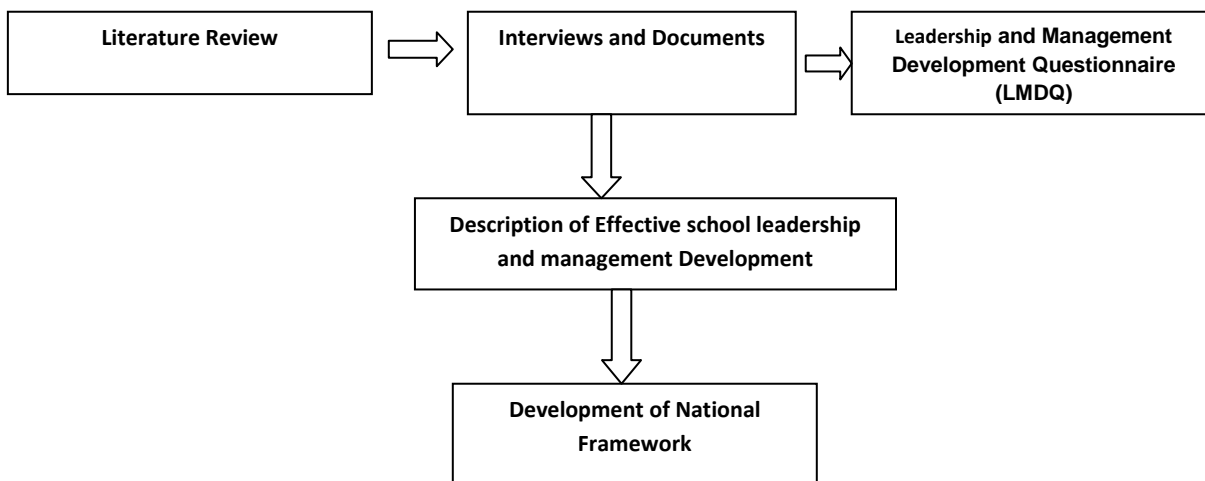 Literature Review
Interviews and Documents
Leadership and Management
Development Questionnaire
(LMDQ)
Description of Effective school leadership
and management Development
Development of National
Framework